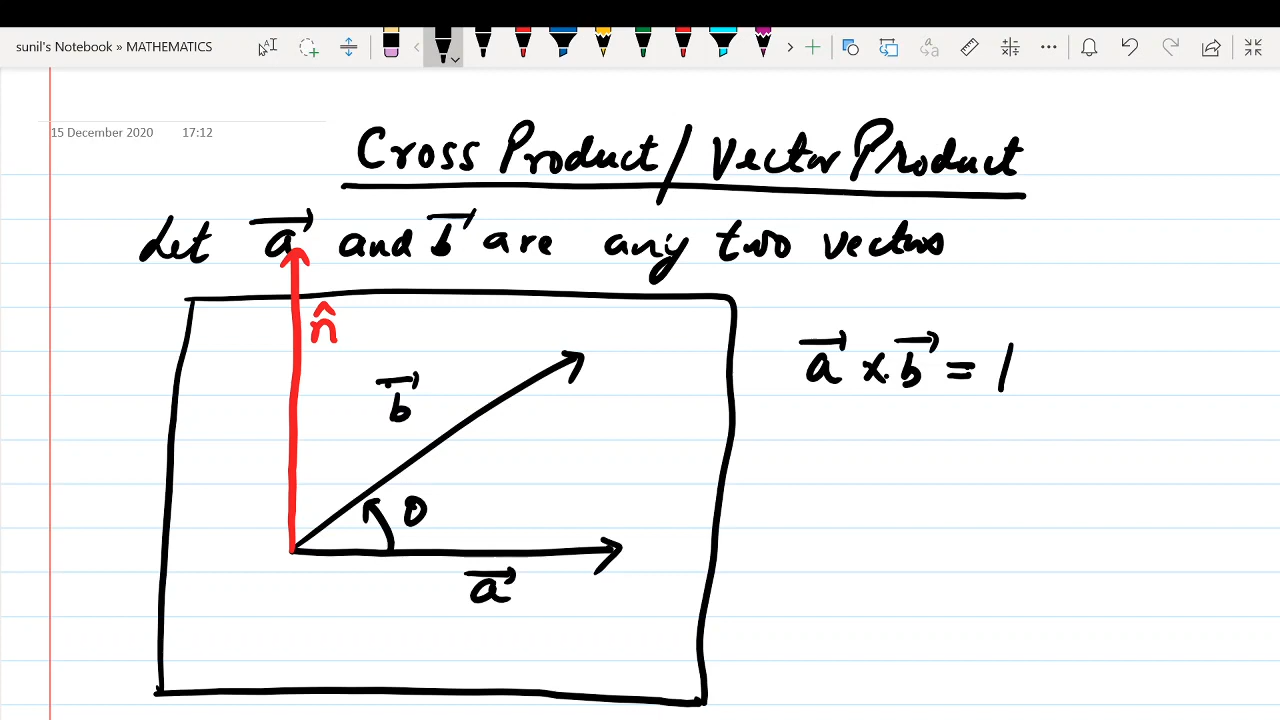 sunil's Notebook » MATHEMATICS
15 December 2020 17:12
Cross Product / Vector Product
Let a⃗ and b⃗ are any two vectors
n̂
a⃗ × b⃗ = |
b⃗
θ
a⃗